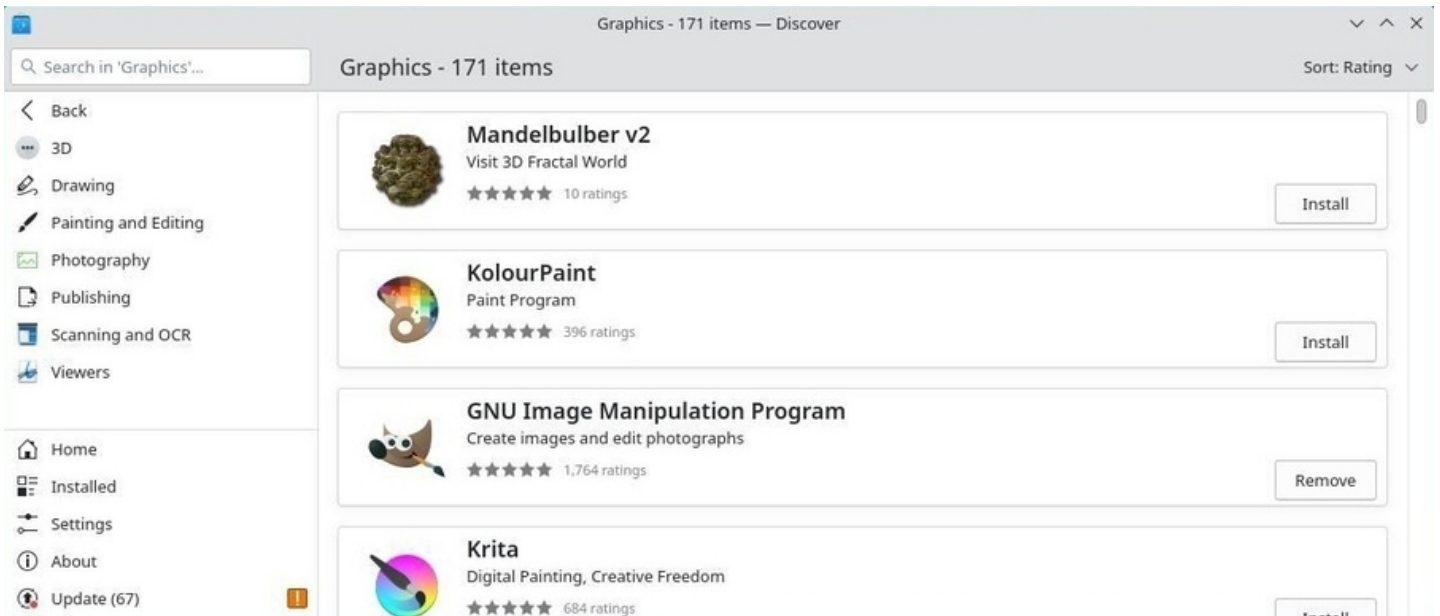 Graphics - 171 items — Discover
Search in 'Graphics'...
Graphics - 171 items
Sort: Rating
Back
3D
Drawing
Painting and Editing
Photography
Publishing
Scanning and OCR
Viewers
Home
Installed
Settings
About
Update (67)
Mandelbulber v2
Visit 3D Fractal World
10 ratings
Install
KolourPaint
Paint Program
396 ratings
Install
GNU Image Manipulation Program
Create images and edit photographs
1,764 ratings
Remove
Krita
Digital Painting, Creative Freedom
684 ratings
Install